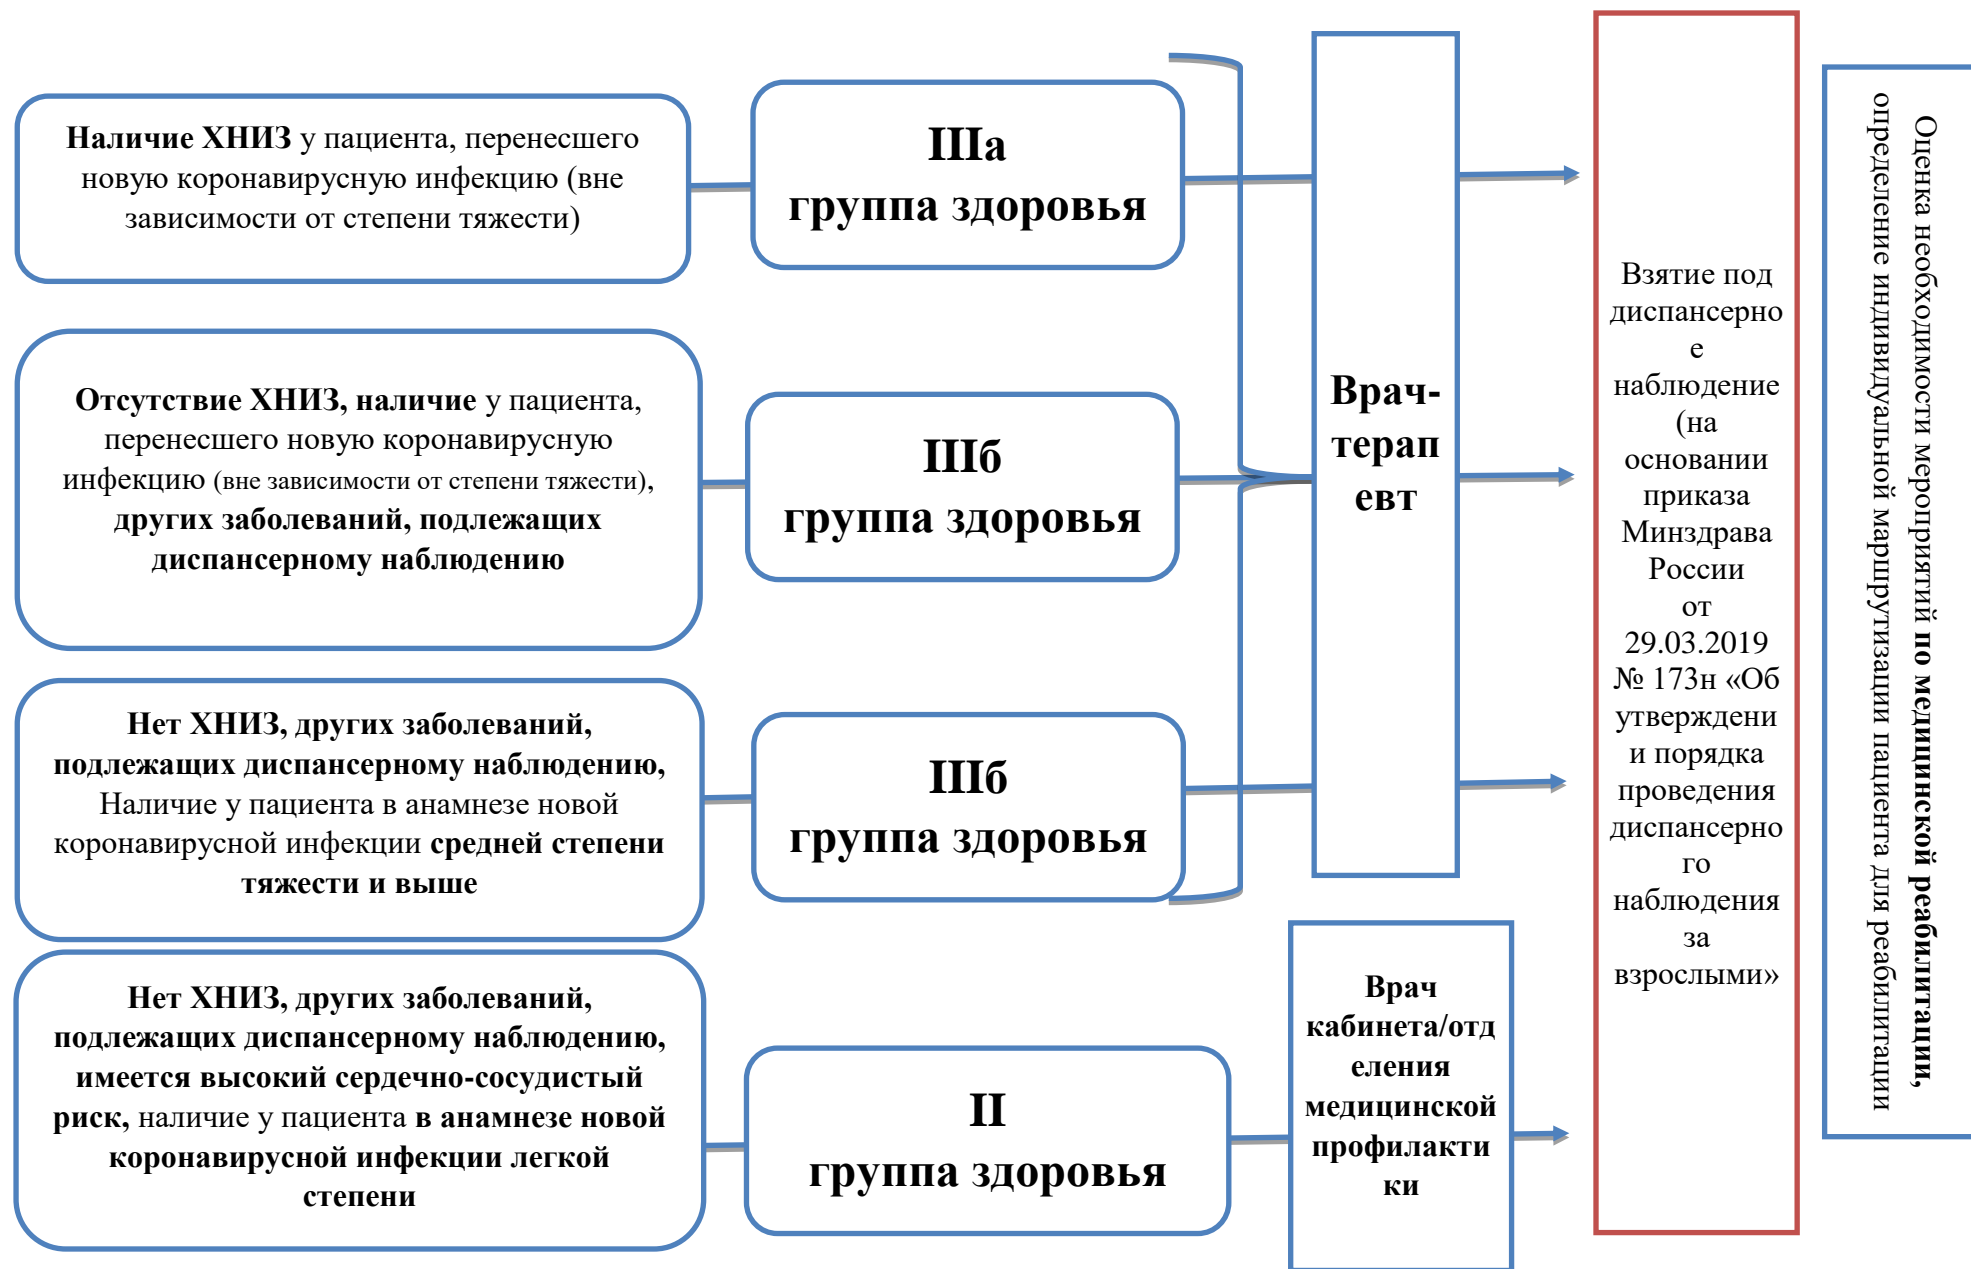 Наличие ХНИЗ у пациента, перенесшего
новую коронавирусную инфекцию (вне
зависимости от степени тяжести)
IIIа
группа здоровья
Отсутствие ХНИЗ, наличие у пациента,
перенесшего новую коронавирусную
инфекцию (вне зависимости от степени тяжести),
других заболеваний, подлежащих
диспансерному наблюдению
IIIб
группа здоровья
Нет ХНИЗ, других заболеваний,
подлежащих диспансерному наблюдению,
Наличие у пациента в анамнезе новой
коронавирусной инфекции средней степени
тяжести и выше
IIIб
группа здоровья
Нет ХНИЗ, других заболеваний,
подлежащих диспансерному наблюдению,
имеется высокий сердечно-сосудистый
риск, наличие у пациента в анамнезе новой
коронавирусной инфекции легкой
степени
II
группа здоровья
Врач-
терап
евт
Врач
кабинета/отд
еления
медицинской
профилакти
ки
Взятие под
диспансерно
е
наблюдение
(на
основании
приказа
Минздрава
России
от
29.03.2019
№ 173н «Об
утверждени
и порядка
проведения
диспансерно
го
наблюдения
за
взрослыми»
Оценка необходимости мероприятий по медицинской реабилитации,
определение индивидуальной маршрутизации пациента для реабилитации